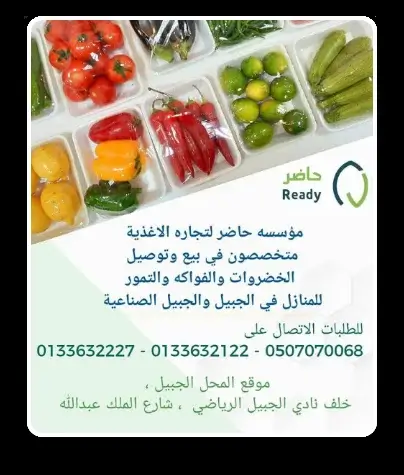 حاضر
Ready
مؤسسه حاضر لتجاره الاغذية
متخصصون في بيع وتوصيل
الخضروات والفواكه والتمور
للمنازل في الجبيل والجبيل الصناعية
للطلبات الاتصال على
0133632227 - 0133632122 - 0507070068
موقع المحل الجبيل ،
خلف نادي الجبيل الرياضي ، شارع الملك عبدالله